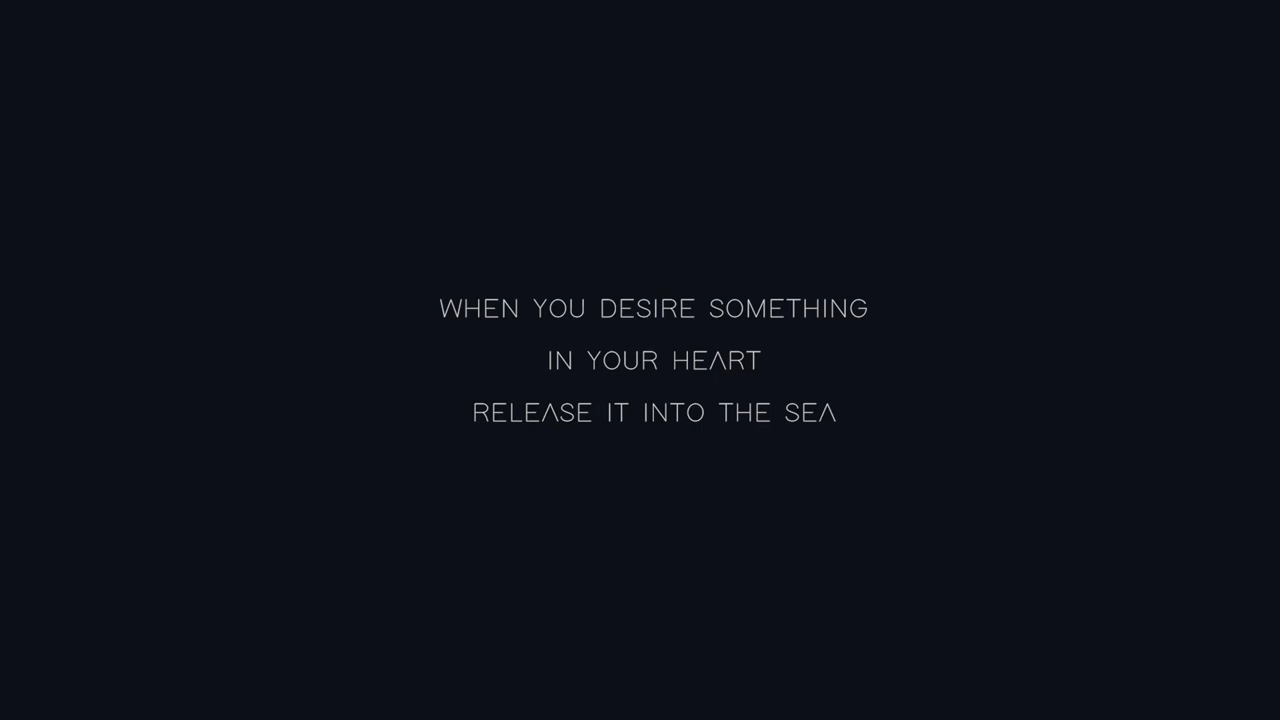 WHEN YOU DESIRE SOMETHING
IN YOUR HEART
RELEASE IT INTO THE SEA